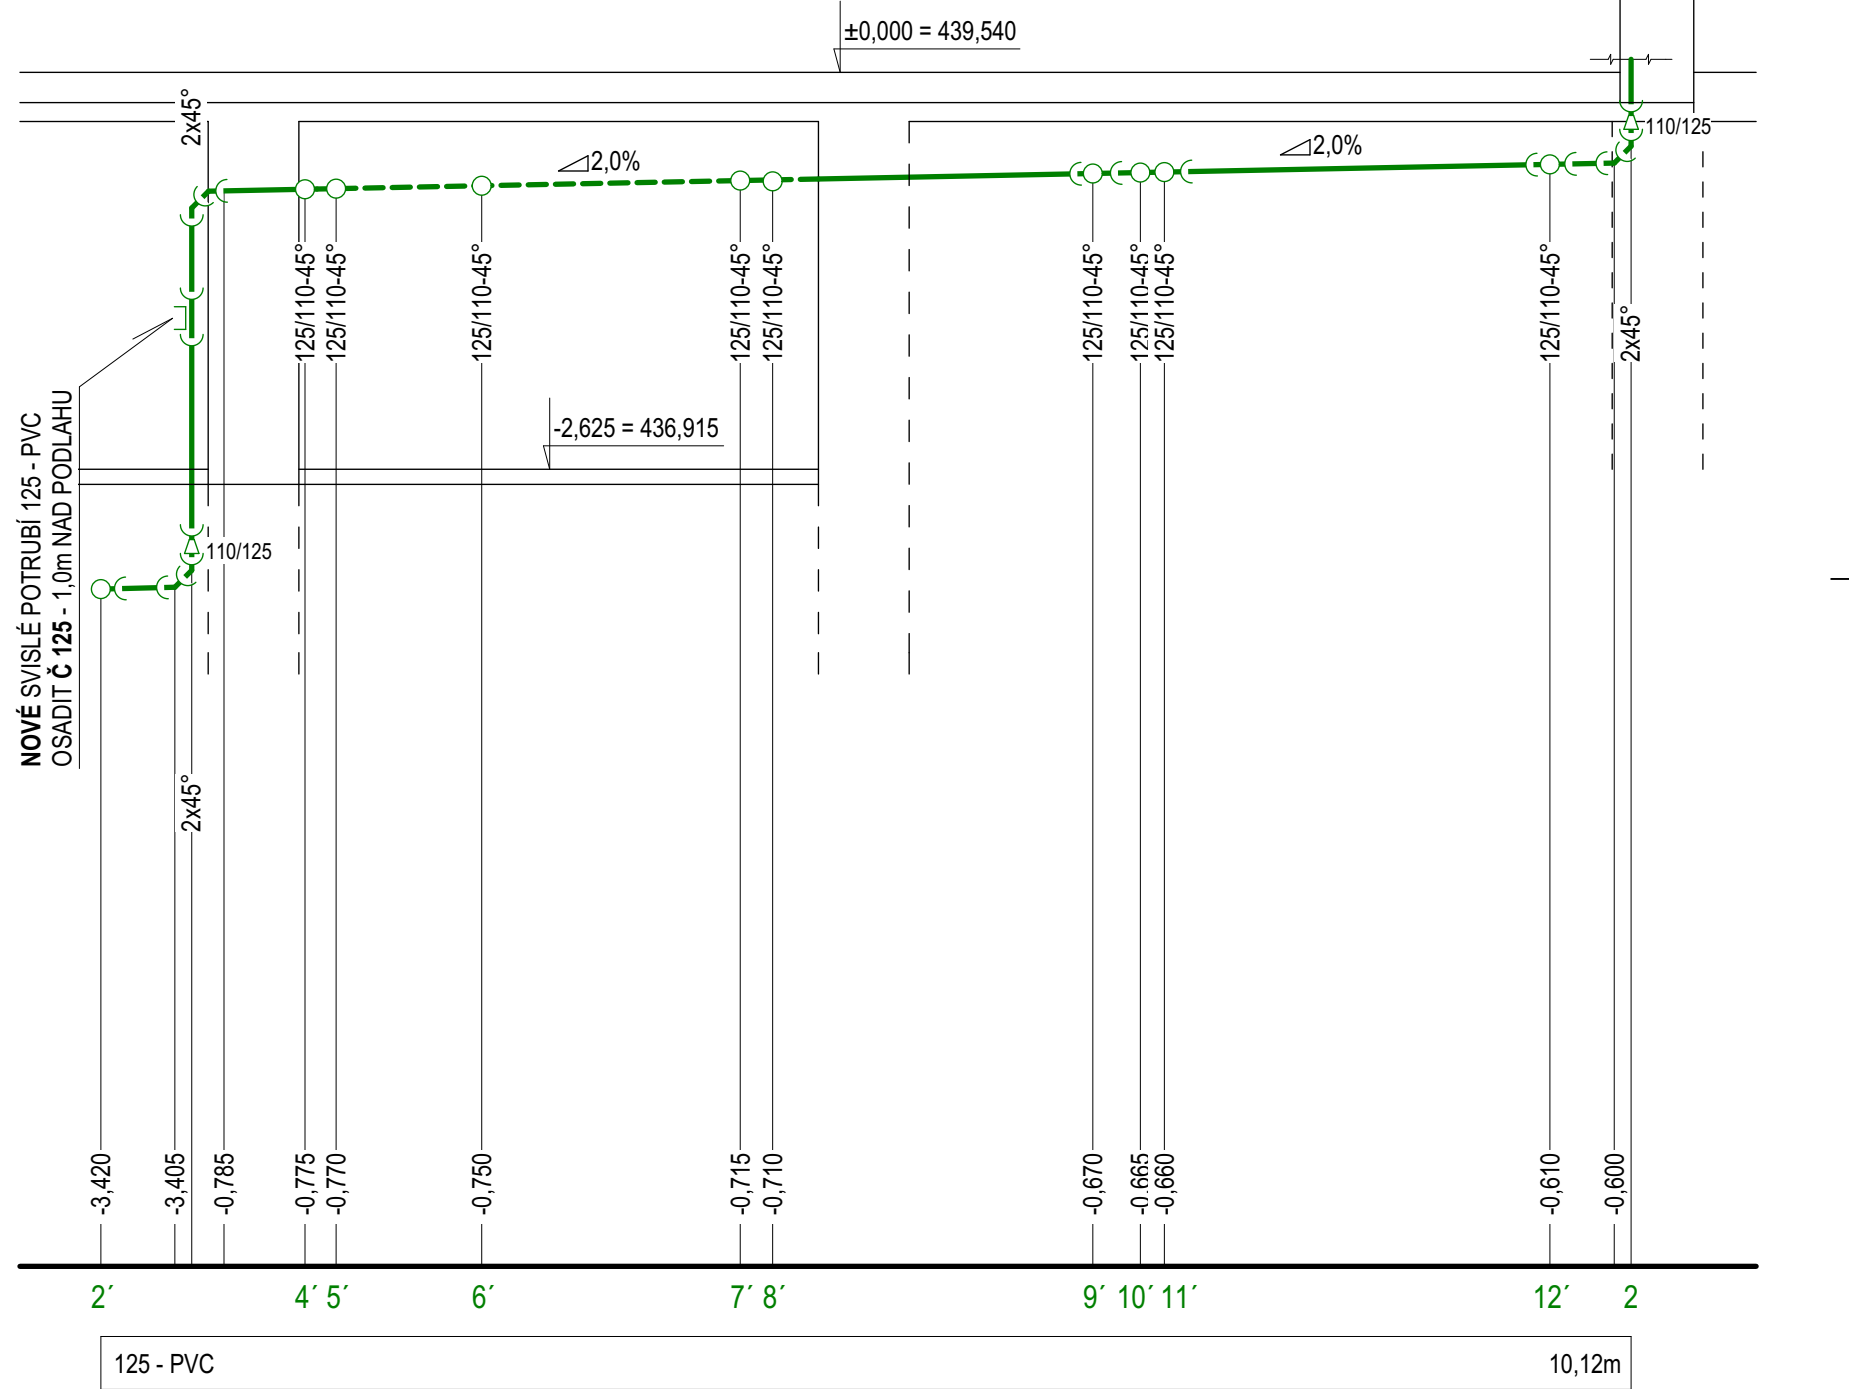 ±0,000 = 439,540
2x45°
110/125
2,0%
2,0%
125/110-45°
125/110-45°
125/110-45°
125/110-45°
125/110-45°
125/110-45°
125/110-45°
125/110-45°
125/110-45°
2x45°
-2,625 = 436,915
NOVÉ SVISLÉ POTRUBÍ 125 - PVC
OSADIT Č 125 - 1,0m NAD PODLAHU
110/125
2x45°
-3,420
-3,405
-0,785
-0,775
-0,770
-0,750
-0,715
-0,710
-0,670
-0,665
-0,660
-0,610
-0,600
2´ 4´ 5´ 6´ 7´ 8´ 9´ 10´ 11´ 12´ 2
125 - PVC 10,12m